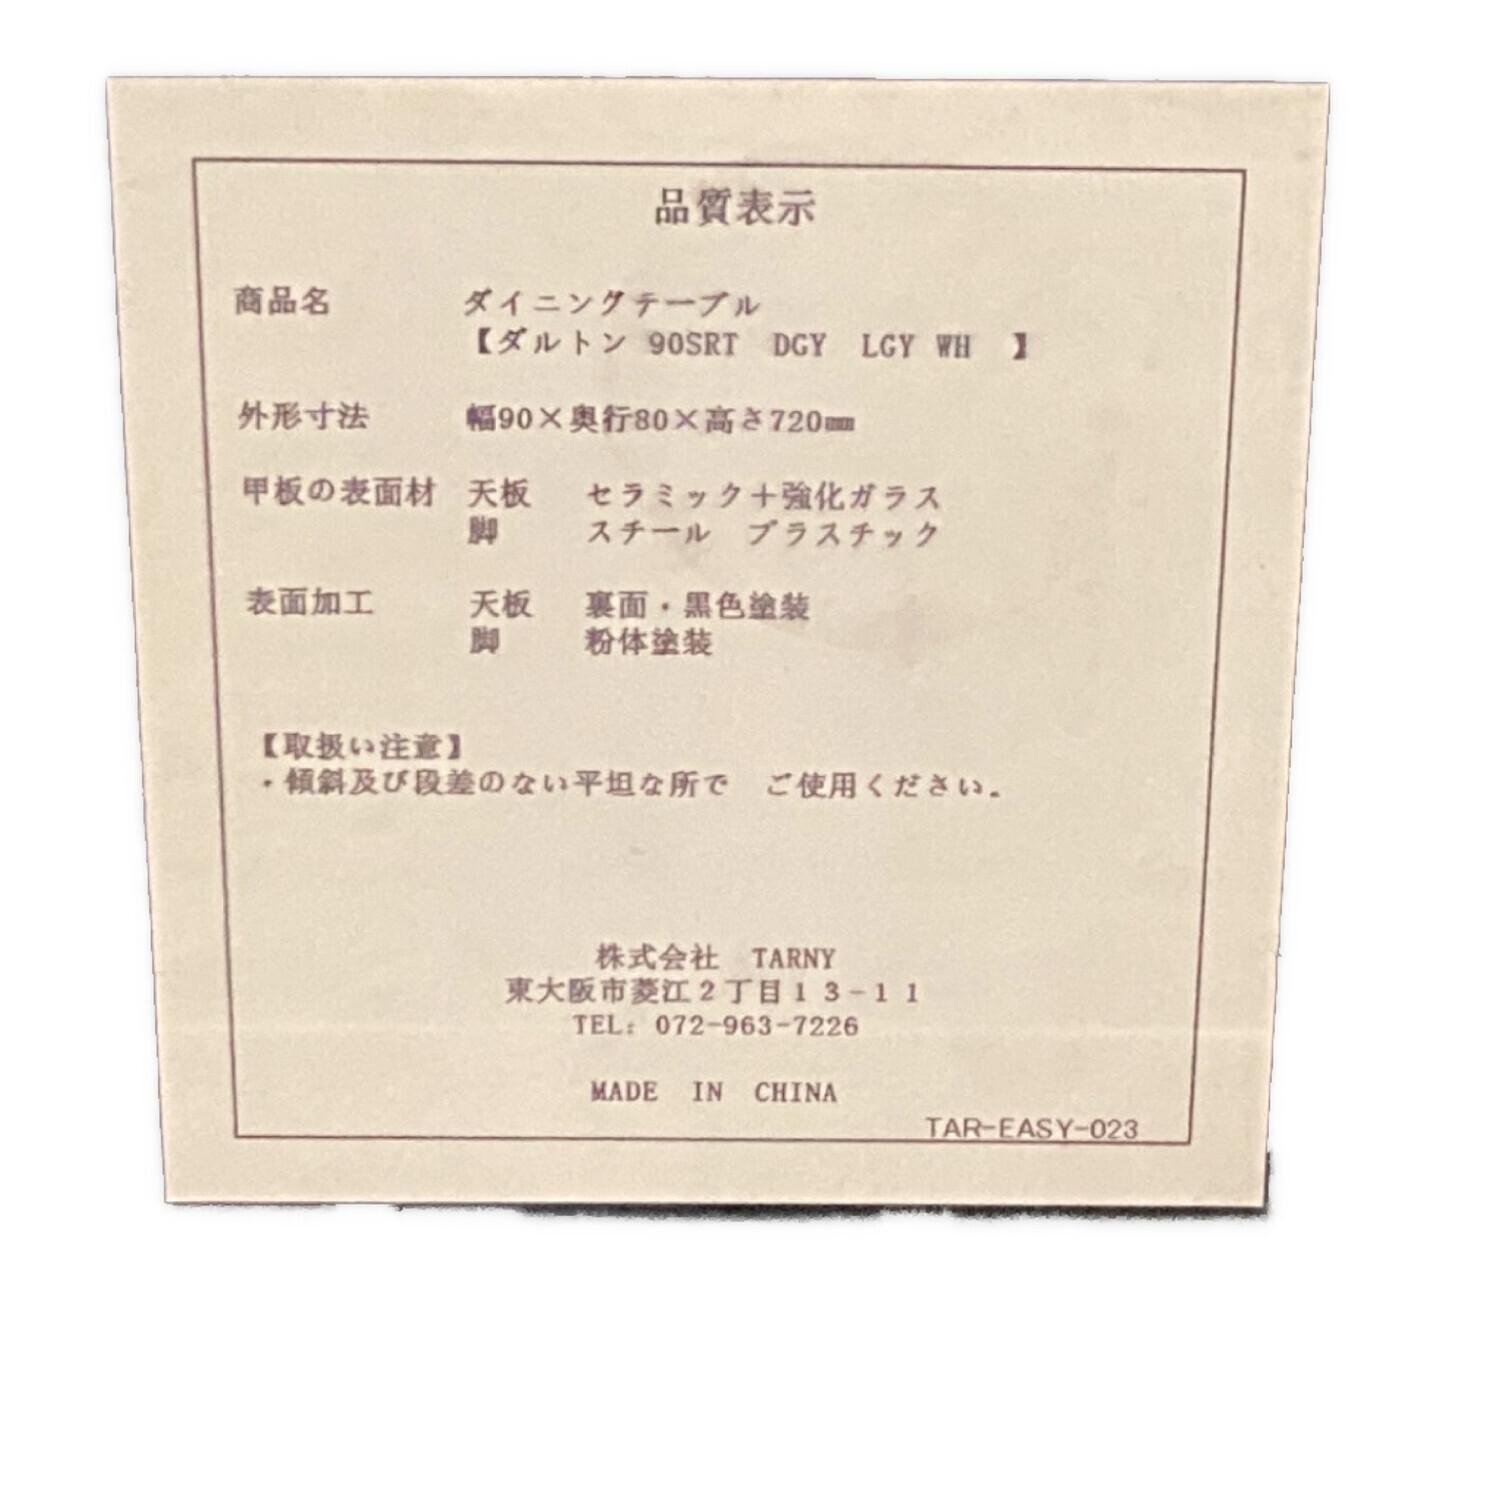 品質表示
商品名 ダイニングテーブル
【ダルトン 90SRT DGY LGY WH 】
外形寸法 幅90×奥行80×高さ720㎜
甲板の表面材 天板 セラミック＋強化ガラス
脚 スチール プラスチック
表面加工 天板 裏面・黒色塗装
脚 粉体塗装
【取扱い注意】
・傾斜及び段差のない平坦な所で ご使用ください。
株式会社 TARNY
東大阪市菱江２丁目１３−１１
TEL: 072-963-7226
MADE IN CHINA
TAR-EASY-023